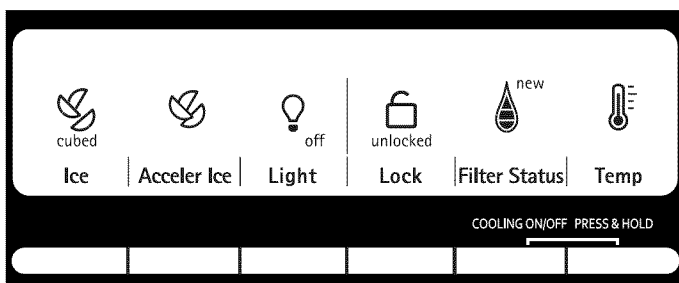 new
cubed off unlocked
Ice Acceler Ice Light Lock Filter Status Temp
COOLING ON/OFF PRESS & HOLD